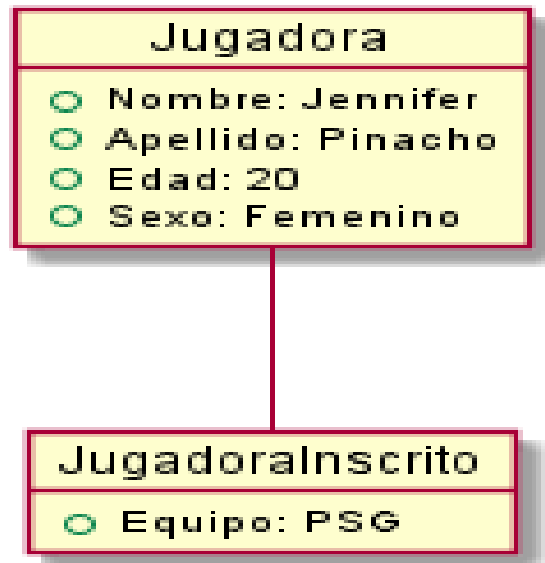 Jugadora
Nombre: Jennifer
Apellido: Pinacho
Edad: 20
Sexo: Femenino
JugadoraInscrito
Equipo: PSG